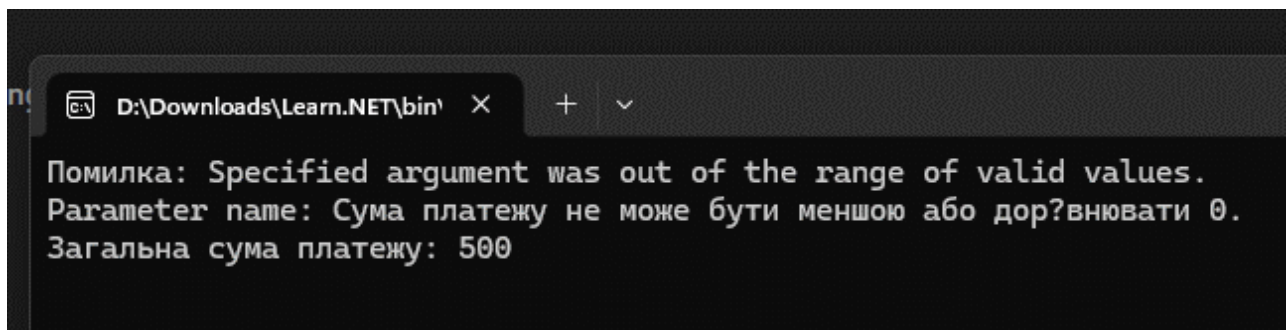 ng
D:\Downloads\Learn.NET\bin\
Помилка: Specified argument was out of the range of valid values.
Parameter name: Сума платежу не може бути меншою або дор?внювати 0.
Загальна сума платежу: 500